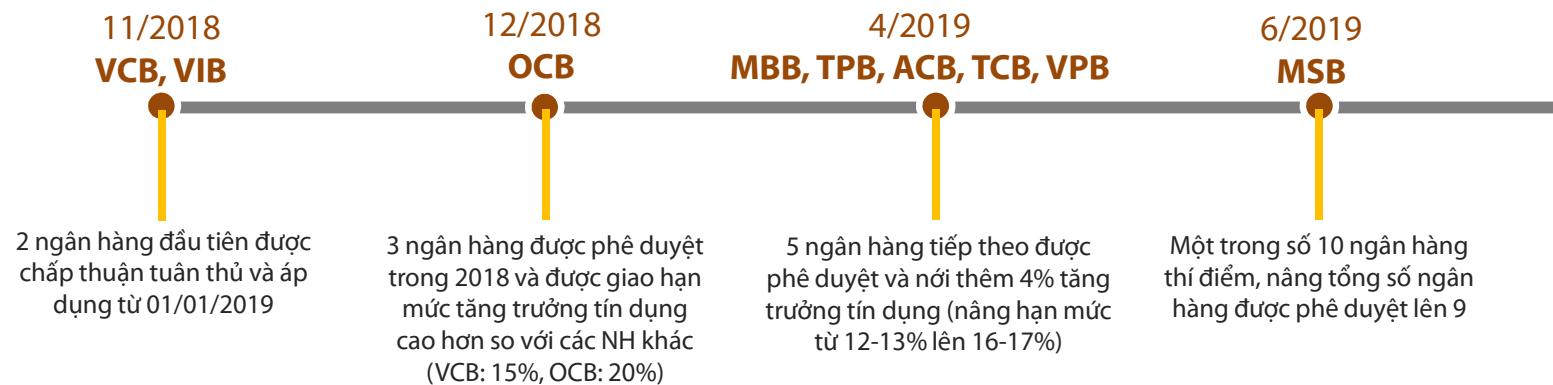 11/2018
VCB, VIB
2 ngân hàng đầu tiên được
chấp thuận tuân thủ và áp
dụng từ 01/01/2019
12/2018
OCB
3 ngân hàng được phê duyệt
trong 2018 và được giao hạn
mức tăng trưởng tín dụng
cao hơn so với các NH khác
(VCB: 15%, OCB: 20%)
4/2019
MBB, TPB, ACB, TCB, VPB
5 ngân hàng tiếp theo được
phê duyệt và nới thêm 4% tăng
trưởng tín dụng (nâng hạn mức
từ 12-13% lên 16-17%)
6/2019
MSB
Một trong số 10 ngân hàng
thí điểm, nâng tổng số ngân
hàng được phê duyệt lên 9